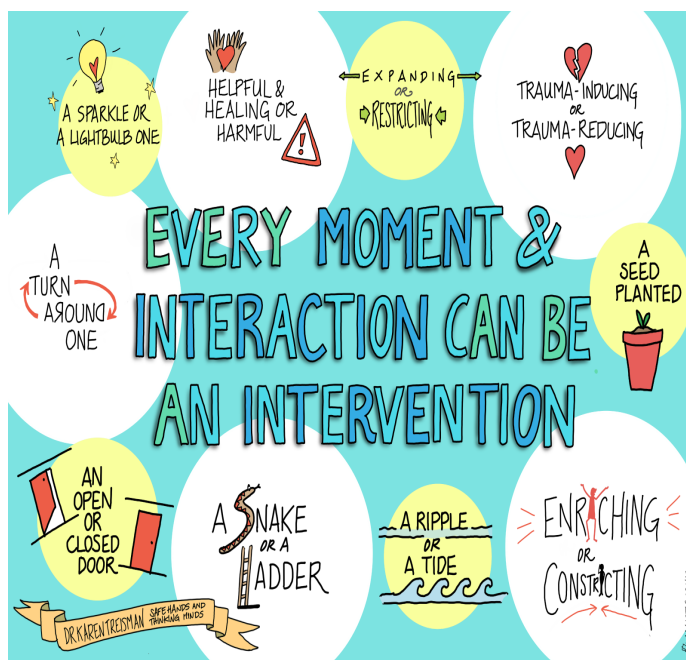 A SPARKLE OR
A LIGHTBULB ONE
HELPFUL &
HEALING OR
HARMFUL
EXPANDING
OR
RESTRICTING
TRAUMA-INDUCING
OR
TRAUMA-REDUCING
A
TURN
AROUND
ONE
EVERY MOMENT &
INTERACTION CAN BE
AN INTERVENTION
A
SEED
PLANTED
AN
OPEN
OR
CLOSED
DOOR
A SNAKE
OR A
LADDER
A RIPPLE
OR
A TIDE
ENRICHING
OR
CONSTRICTING
DR KAREN TREISMAN
SAFE HANDS AND
THINKING MINDS